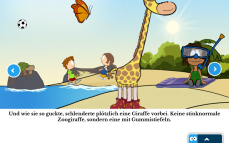 Und wie sie so guckte, schlenderte plötzlich eine Giraffe vorbei. Keine stinknormale
Zoogiraffe, sondern eine mit Gummistiefeln.